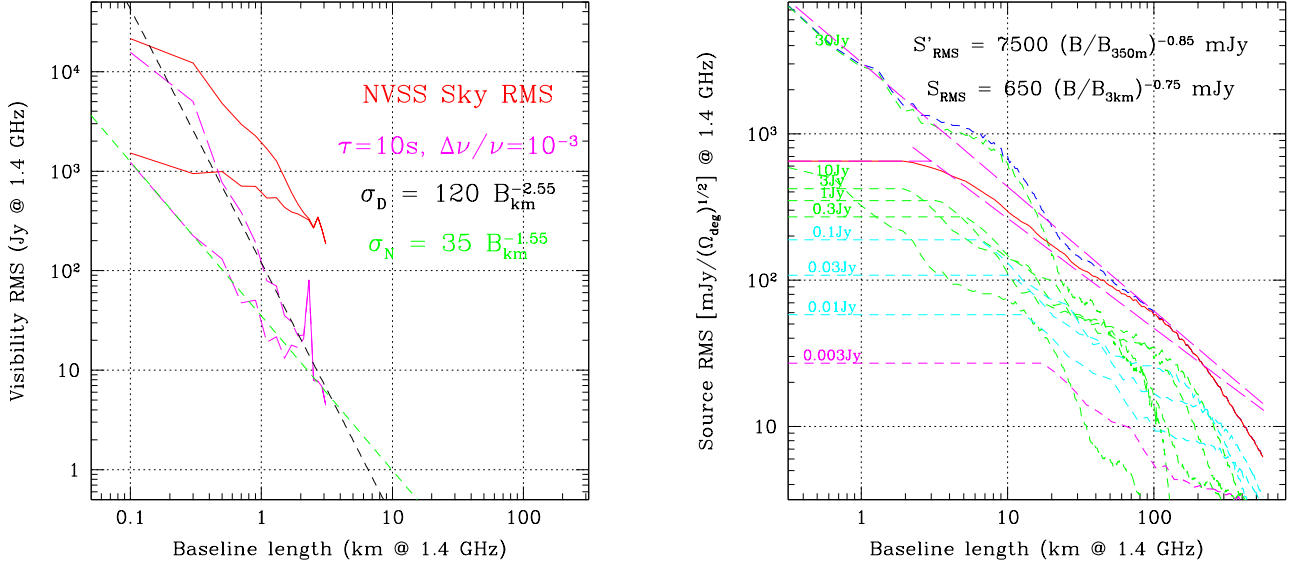 Visibility RMS (Jy @ 1.4 GHz)
10⁴
1000
10²
10
1
NVSS Sky RMS
τ=10s, Δν/ν=10⁻³
σ_D = 120 B_km^−2.55
σ_N = 35 B_km^−1.55
0.1 1 10 100
Baseline length (km @ 1.4 GHz)
Source RMS [mJy/(Ω_deg)^1/2] @ 1.4 GHz)
10³
10²
10
S'_RMS = 7500 (B/B_350m)^−0.85 mJy
S_RMS = 650 (B/B_3km)^−0.75 mJy
30Jy
10Jy
3Jy
1Jy
0.3Jy
0.1Jy
0.03Jy
0.01Jy
0.003Jy
1 10 100
Baseline length (km @ 1.4 GHz)